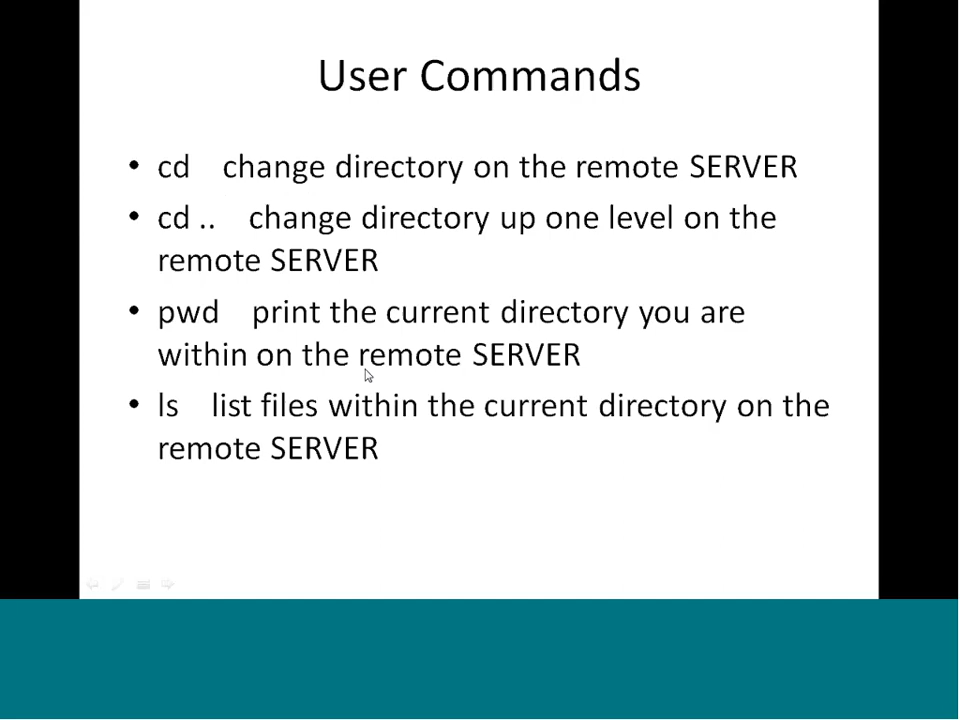 User Commands
• cd    change directory on the remote SERVER
• cd ..    change directory up one level on the
remote SERVER
• pwd    print the current directory you are
within on the remote SERVER
• ls    list files within the current directory on the
remote SERVER